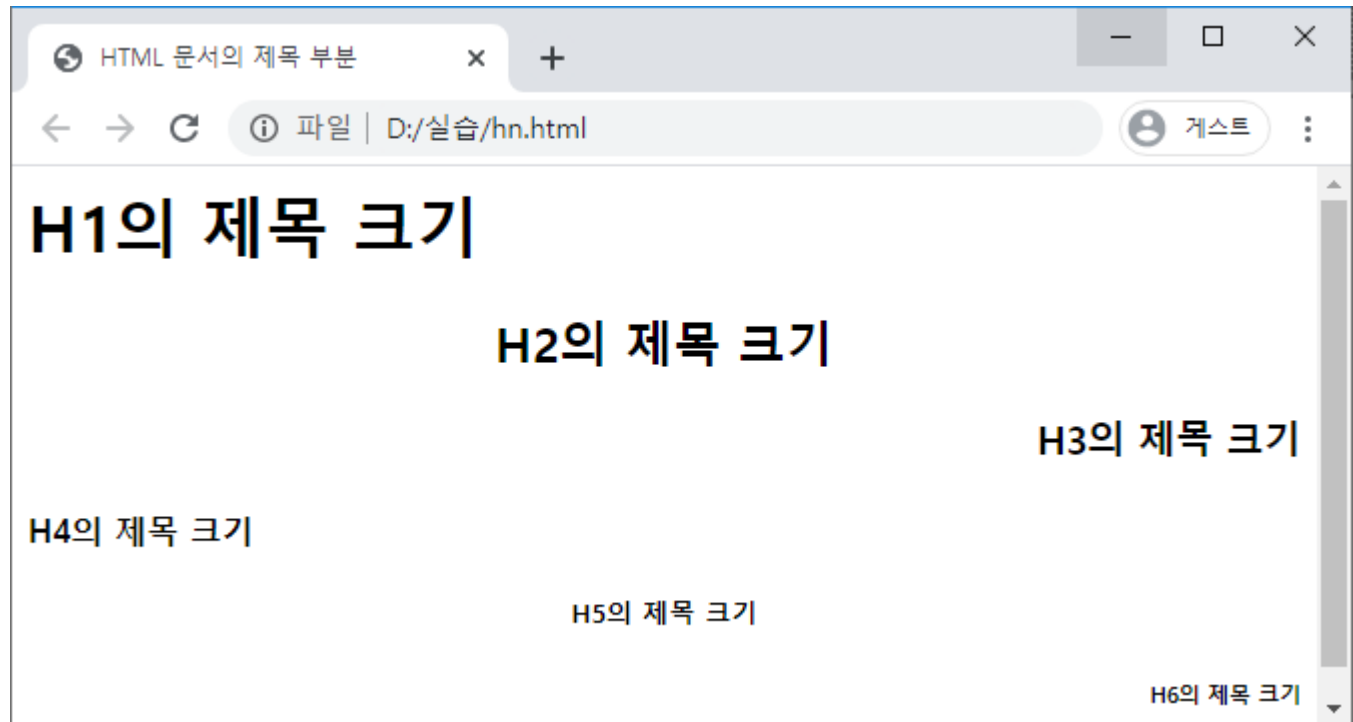 HTML 문서의 제목 부분
파일 | D:/실습/hn.html 게스트
H1의 제목 크기
H2의 제목 크기
H3의 제목 크기
H4의 제목 크기
H5의 제목 크기
H6의 제목 크기